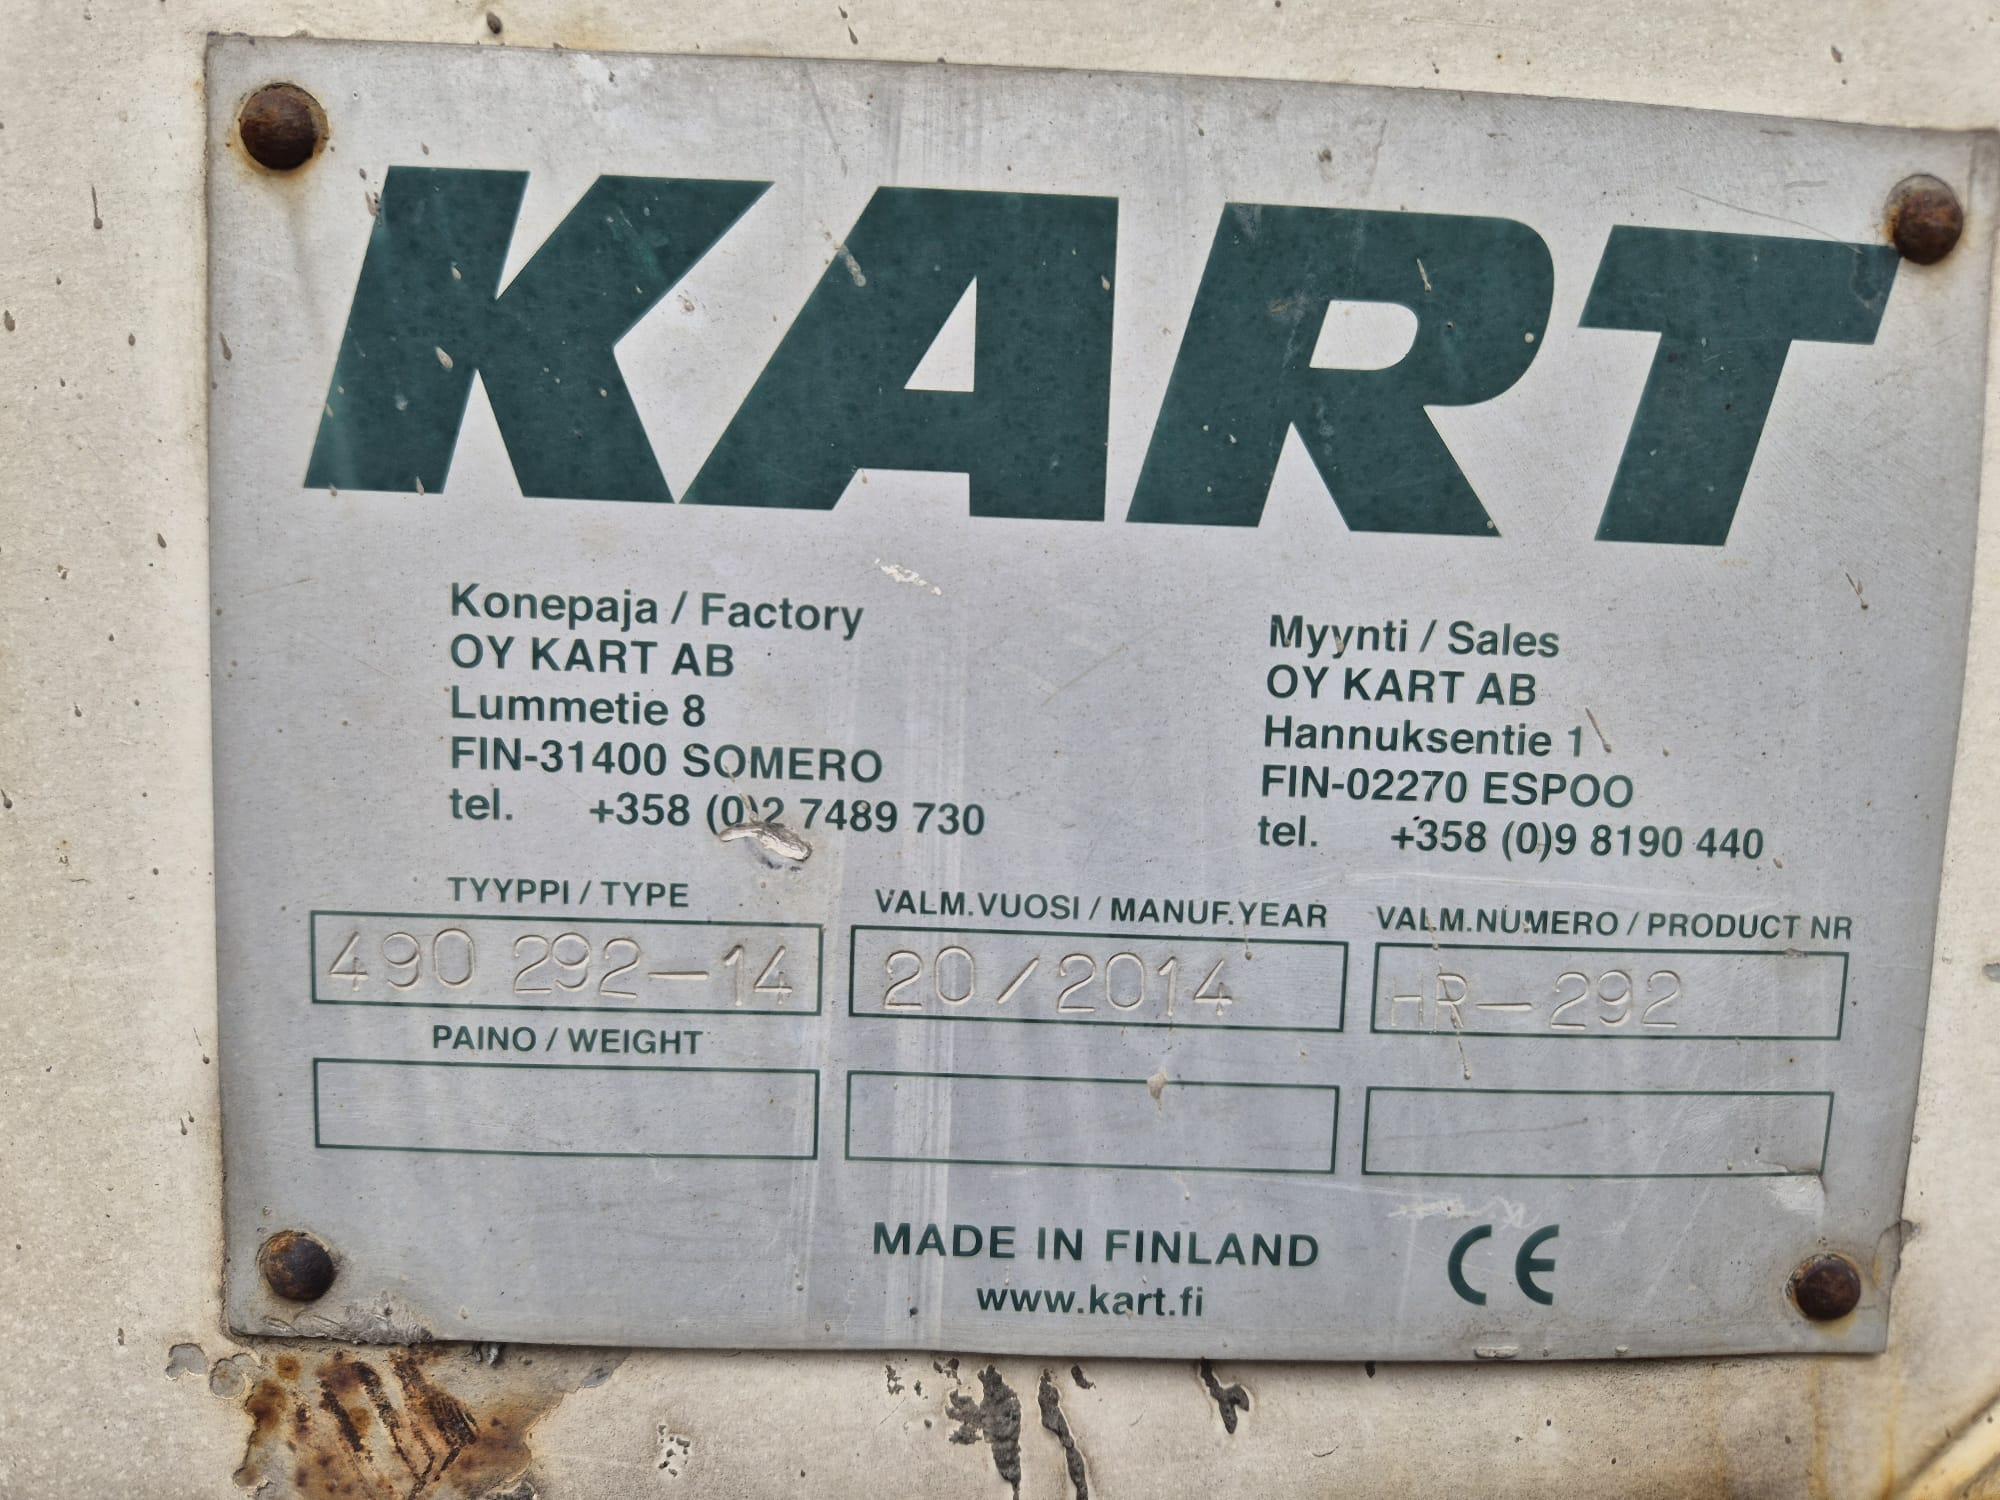 KART
Konepaja / Factory
OY KART AB
Lummetie 8
FIN-31400 SOMERO
tel. +358 (0)2 7489 730
Myynti / Sales
OY KART AB
Hannuksentie 1
FIN-02270 ESPOO
tel. +358 (0)9 8190 440
TYYPPI / TYPE
490 292-14
VALM.VUOSI / MANUF.YEAR
20/2014
VALM.NUMERO / PRODUCT NR
HR-292
PAINO / WEIGHT
MADE IN FINLAND
www.kart.fi
CE